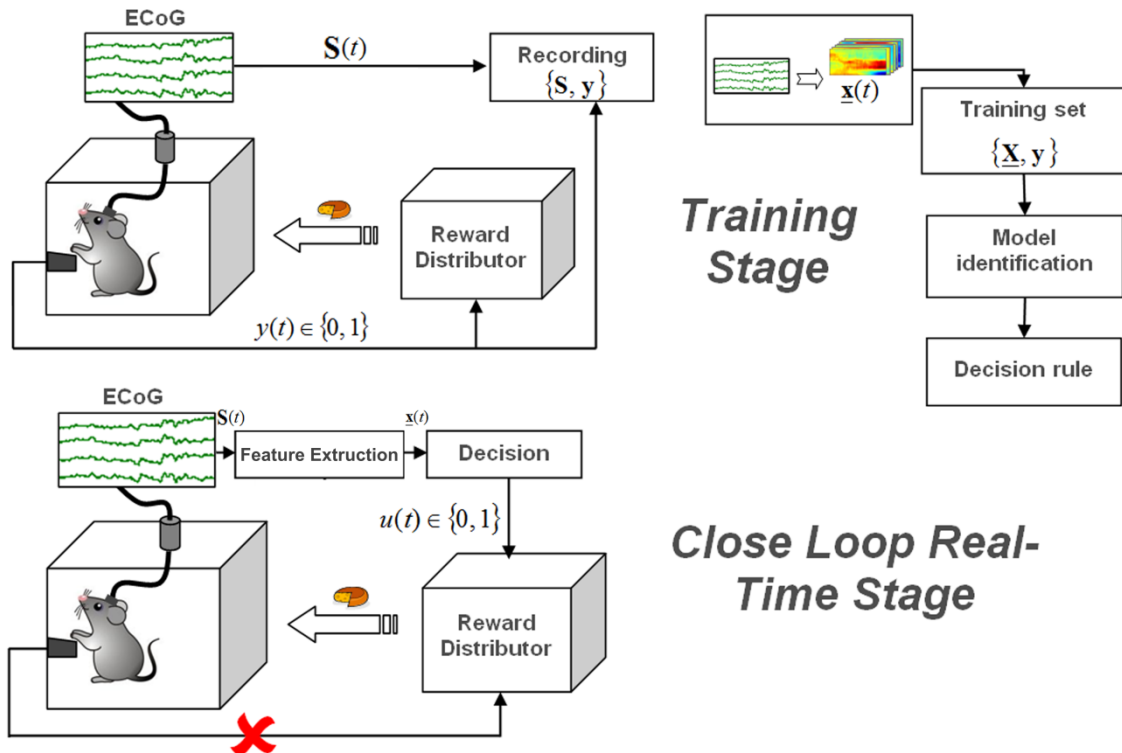 ECoG
S(t)
Recording
{S, y}
Reward
Distributor
y(t) ∈ {0, 1}
x(t)
Training set
{X, y}
Model
identification
Decision rule
Training
Stage
ECoG
S(t)
Feature Extruction
x(t)
Decision
u(t) ∈ {0, 1}
Reward
Distributor
Close Loop Real-
Time Stage